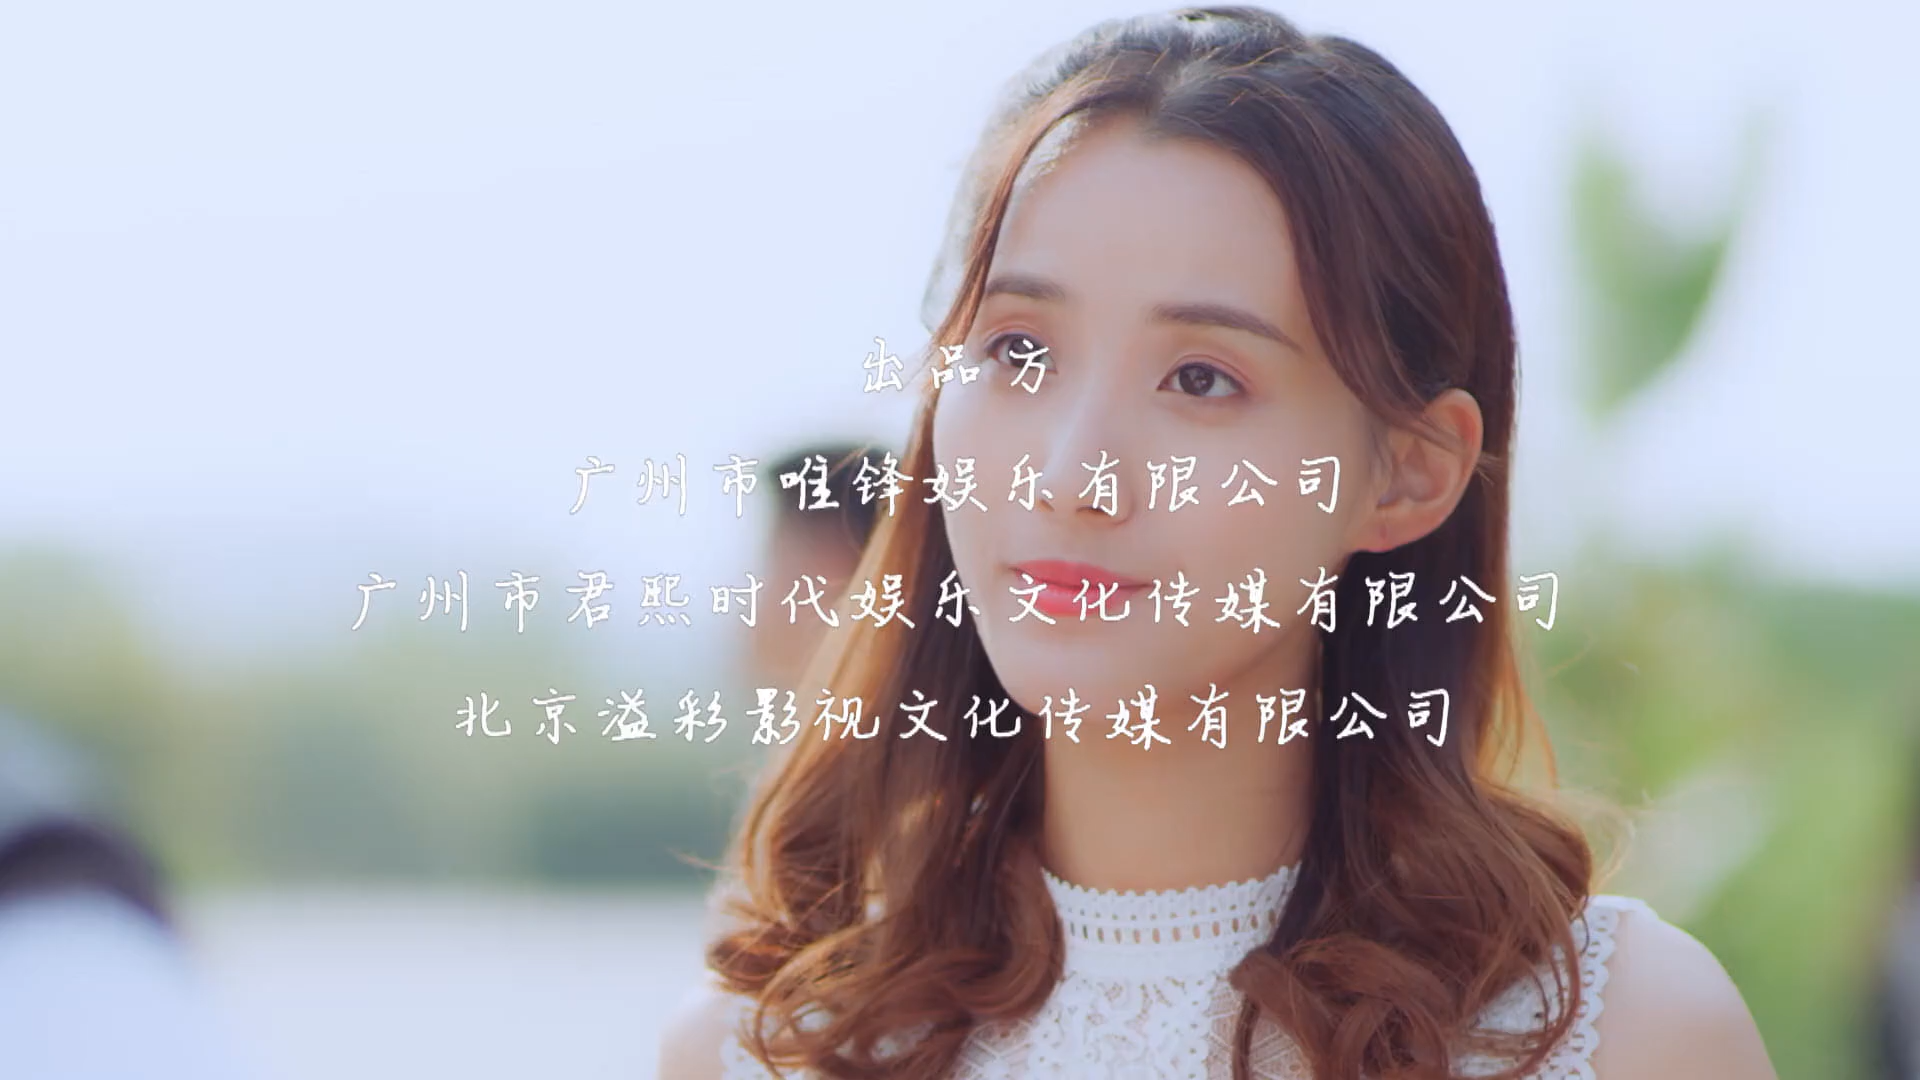 出品方
广州市唯锋娱乐有限公司
广州市君熙时代娱乐文化传媒有限公司
北京溢彩影视文化传媒有限公司